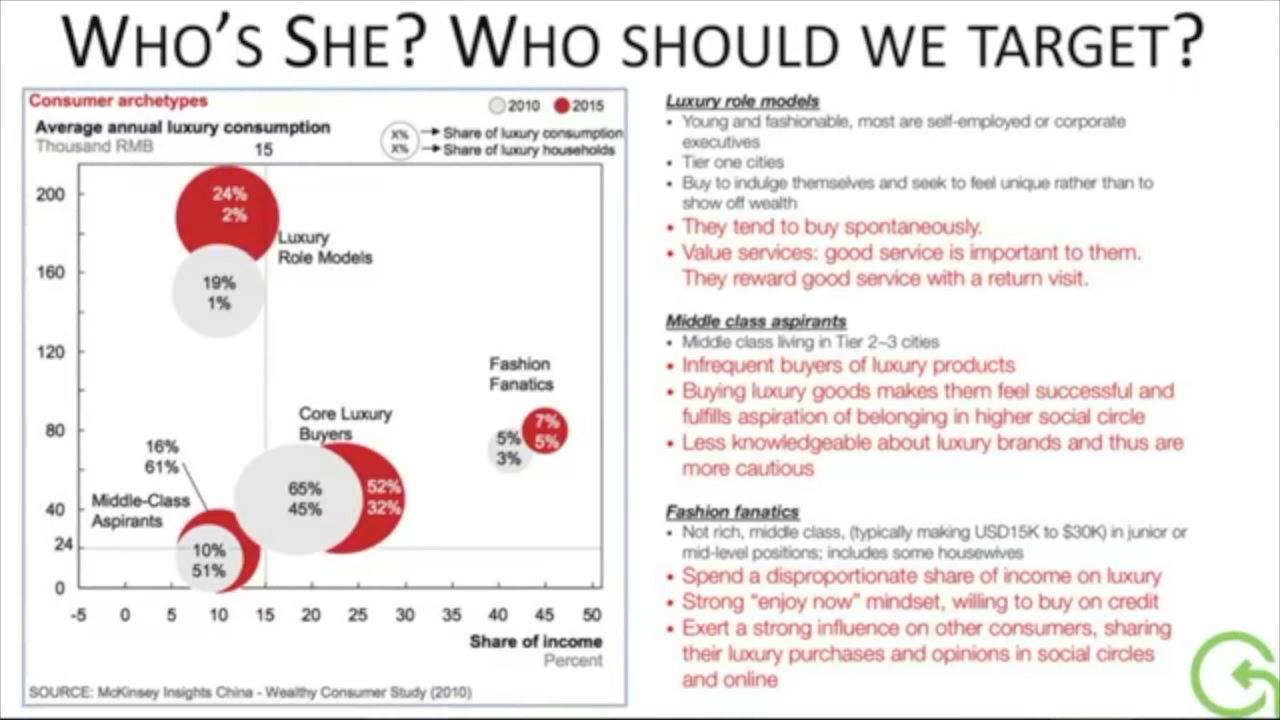 WHO'S SHE? WHO SHOULD WE TARGET?
Consumer archetypes
2010
2015
Average annual luxury consumption
Thousand RMB
X%
X%
Share of luxury consumption
Share of luxury households
15
200
160
120
80
40
24
0
24%
2%
Luxury
Role Models
19%
1%
Fashion
Fanatics
7%
5%
5%
3%
Core Luxury
Buyers
65%
45%
52%
32%
16%
61%
Middle-Class
Aspirants
10%
51%
-5 0 5 10 15 20 25 30 35 40 45 50
Share of income
Percent
SOURCE: McKinsey Insights China - Wealthy Consumer Study (2010)
Luxury role models
• Young and fashionable, most are self-employed or corporate
executives
• Tier one cities
• Buy to indulge themselves and seek to feel unique rather than to
show off wealth
• They tend to buy spontaneously.
• Value services: good service is important to them.
They reward good service with a return visit.
Middle class aspirants
• Middle class living in Tier 2–3 cities
• Infrequent buyers of luxury products
• Buying luxury goods makes them feel successful and
fulfills aspiration of belonging in higher social circle
• Less knowledgeable about luxury brands and thus are
more cautious
Fashion fanatics
• Not rich, middle class, (typically making USD15K to $30K) in junior or
mid-level positions; includes some housewives
• Spend a disproportionate share of income on luxury
• Strong "enjoy now" mindset, willing to buy on credit
• Exert a strong influence on other consumers, sharing
their luxury purchases and opinions in social circles
and online